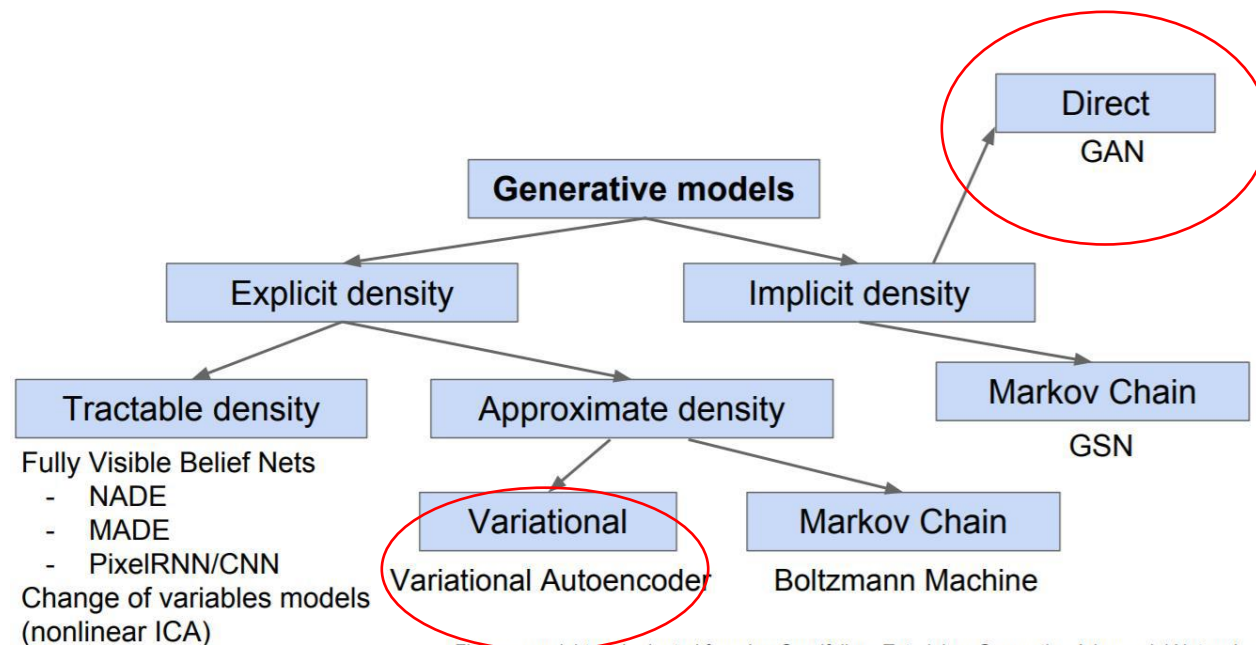 Direct
GAN
Generative models
Explicit density
Implicit density
Tractable density
Approximate density
Markov Chain
GSN
Fully Visible Belief Nets
- NADE
- MADE
- PixelRNN/CNN
Change of variables models
(nonlinear ICA)
Variational
Variational Autoencoder
Markov Chain
Boltzmann Machine